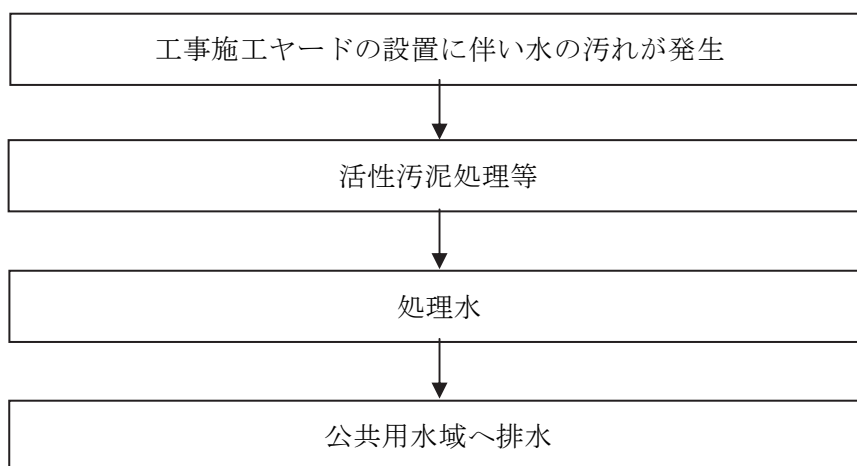 工事施工ヤードの設置に伴い水の汚れが発生
活性汚泥処理等
処理水
公共用水域へ排水